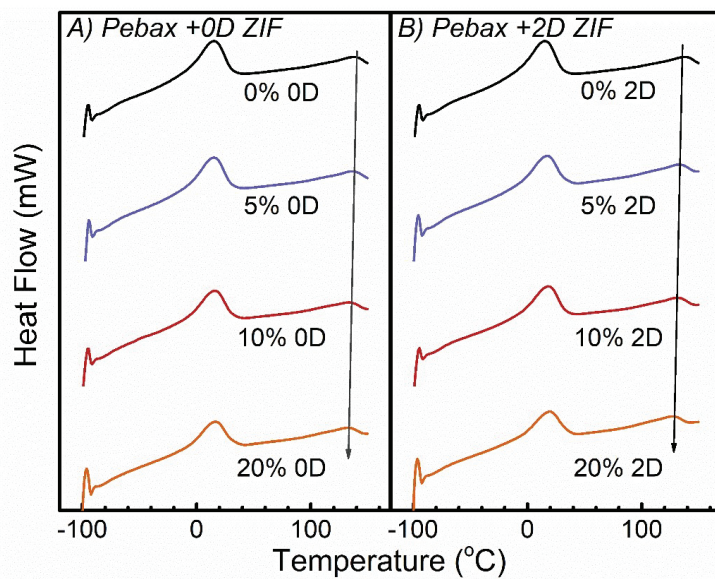 A) Pebax +0D ZIF
0% 0D
5% 0D
10% 0D
20% 0D
B) Pebax +2D ZIF
0% 2D
5% 2D
10% 2D
20% 2D
Heat Flow (mW)
-100 0 100 -100 0 100
Temperature (°C)